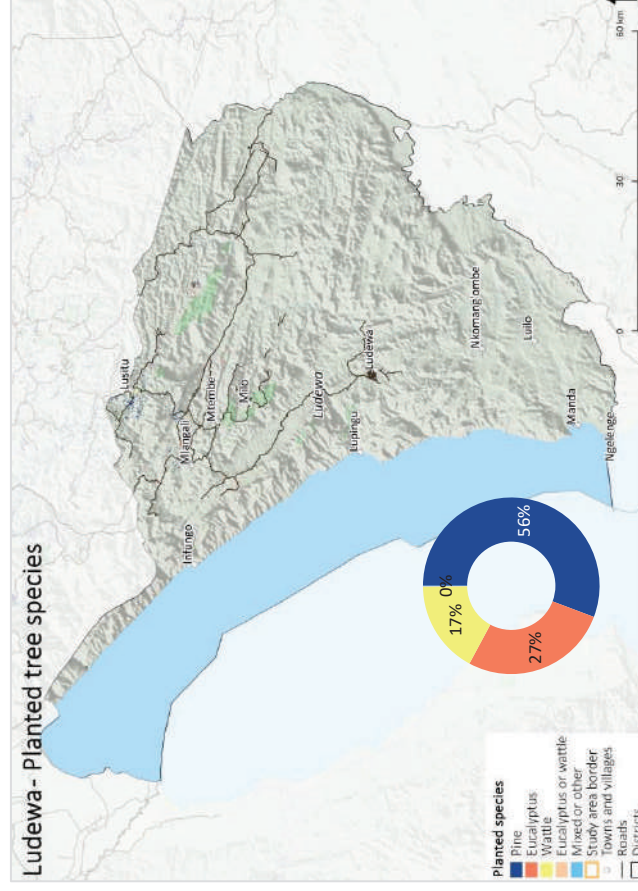 Ludewa- Planted tree species
Lusitu
Mlangali
Mtembe
Milo
Infungo
Ludewa
Lupingu
Ludewa
Nkomang'ombe
Luilo
Manda
Ngelenge
0%
17%
56%
27%
Planted species
Pine
Eucalyptus
Wattle
Eucalyptus or wattle
Mixed or other
Study area border
Towns and villages
Roads
Districts
0
30
60 km